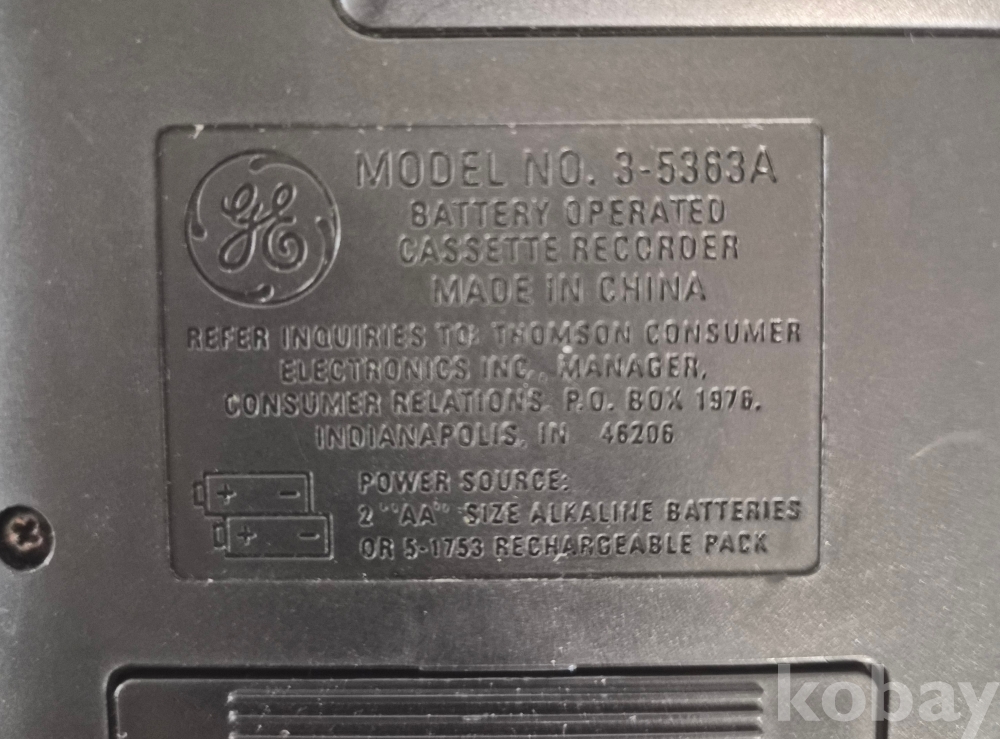 GE
MODEL NO. 3-5363A
BATTERY OPERATED
CASSETTE RECORDER
MADE IN CHINA
REFER INQUIRIES TO: THOMSON CONSUMER
ELECTRONICS INC. MANAGER,
CONSUMER RELATIONS P.O. BOX 1976,
INDIANAPOLIS, IN 46206
+ -
+ -
POWER SOURCE:
2 "AA" SIZE ALKALINE BATTERIES
OR 5-1753 RECHARGEABLE PACK
kobay